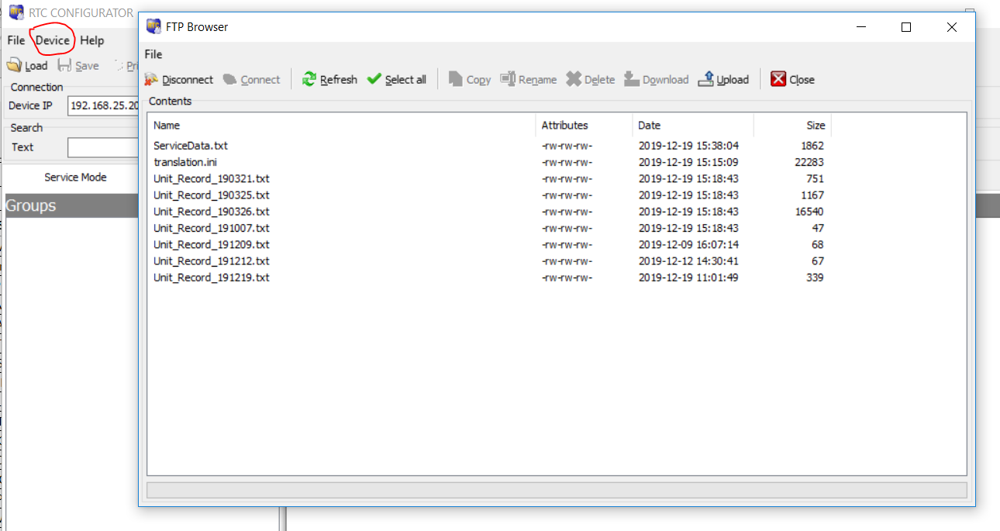 RTC CONFIGURATOR
File Device Help
Load Save Pri
Connection
Device IP 192.168.25.20
Search
Text
Service Mode
Groups
FTP Browser
File
Disconnect Connect Refresh Select all Copy Rename Delete Download Upload Close
Contents
Name Attributes Date Size
ServiceData.txt -rw-rw-rw- 2019-12-19 15:38:04 1862
translation.ini -rw-rw-rw- 2019-12-19 15:15:09 22283
Unit_Record_190321.txt -rw-rw-rw- 2019-12-19 15:18:43 751
Unit_Record_190325.txt -rw-rw-rw- 2019-12-19 15:18:43 1167
Unit_Record_190326.txt -rw-rw-rw- 2019-12-19 15:18:43 16540
Unit_Record_191007.txt -rw-rw-rw- 2019-12-19 15:18:43 47
Unit_Record_191209.txt -rw-rw-rw- 2019-12-09 16:07:14 68
Unit_Record_191212.txt -rw-rw-rw- 2019-12-12 14:30:41 67
Unit_Record_191219.txt -rw-rw-rw- 2019-12-19 11:01:49 339